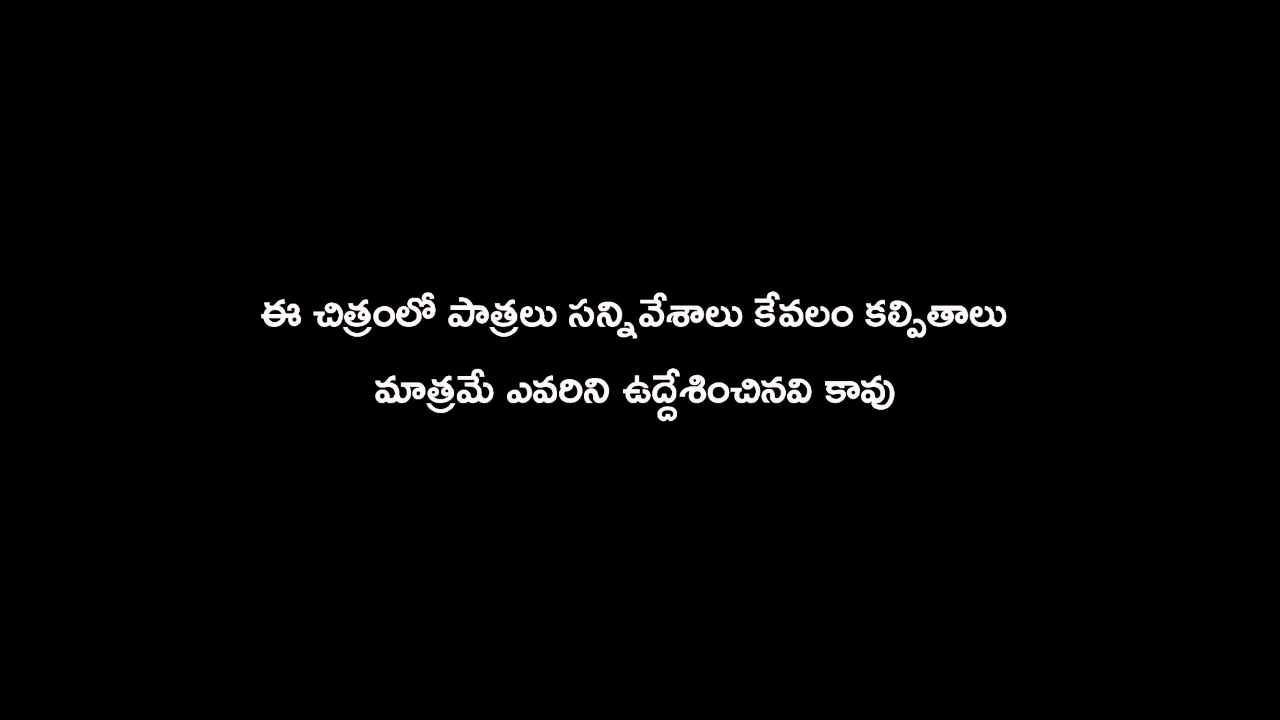 ఈ చిత్రంలో పాత్రలు సన్నివేశాలు కేవలం కల్పితాలు
మాత్రమే ఎవరిని ఉద్దేశించినవి కావు